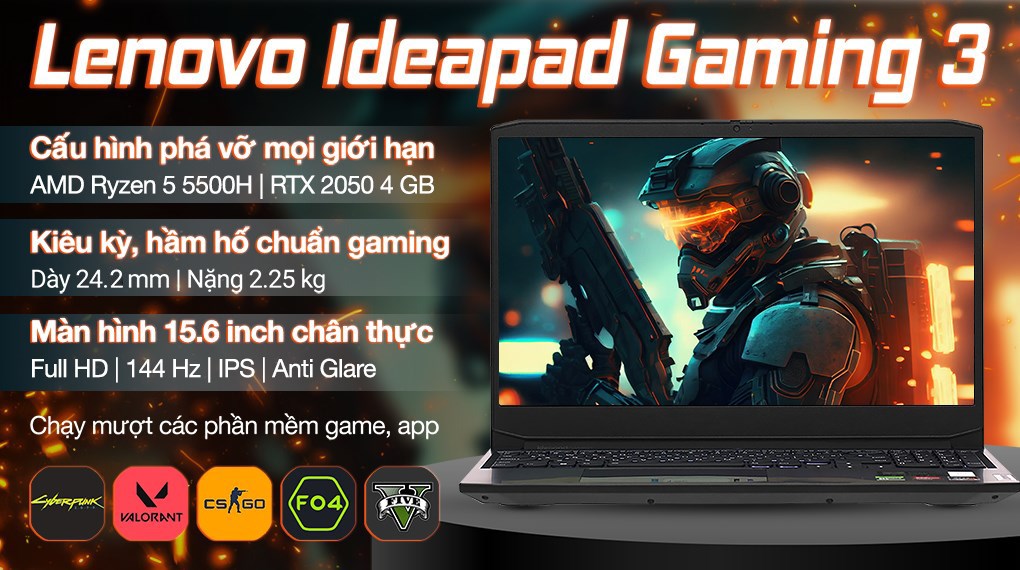 Lenovo Ideapad Gaming 3
Cấu hình phá vỡ mọi giới hạn
AMD Ryzen 5 5500H | RTX 2050 4 GB
Kiêu kỳ, hầm hố chuẩn gaming
Dày 24.2 mm | Nặng 2.25 kg
Màn hình 15.6 inch chân thực
Full HD | 144 Hz | IPS | Anti Glare
Chạy mượt các phần mềm game, app
CYBERPUNK
VALORANT
CS GO
FO4
V FIVE